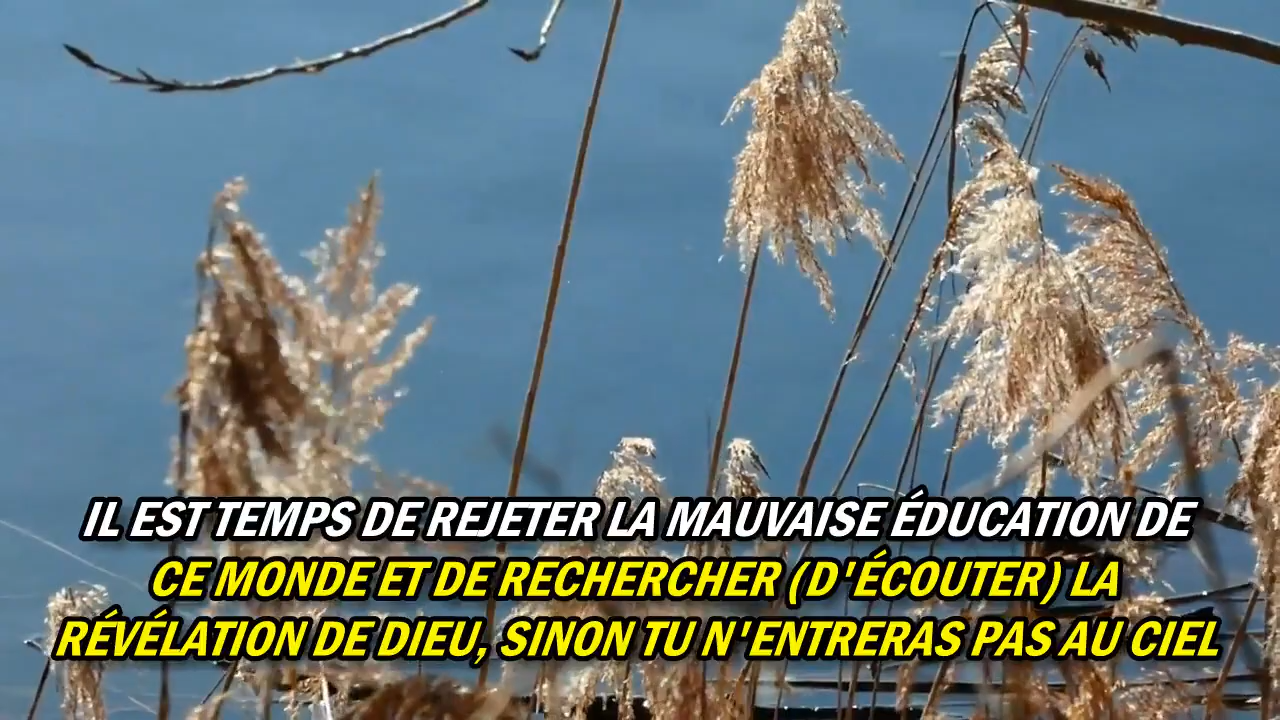 IL EST TEMPS DE REJETER LA MAUVAISE ÉDUCATION DE
CE MONDE ET DE RECHERCHER (D'ÉCOUTER) LA
RÉVÉLATION DE DIEU, SINON TU N'ENTRERAS PAS AU CIEL